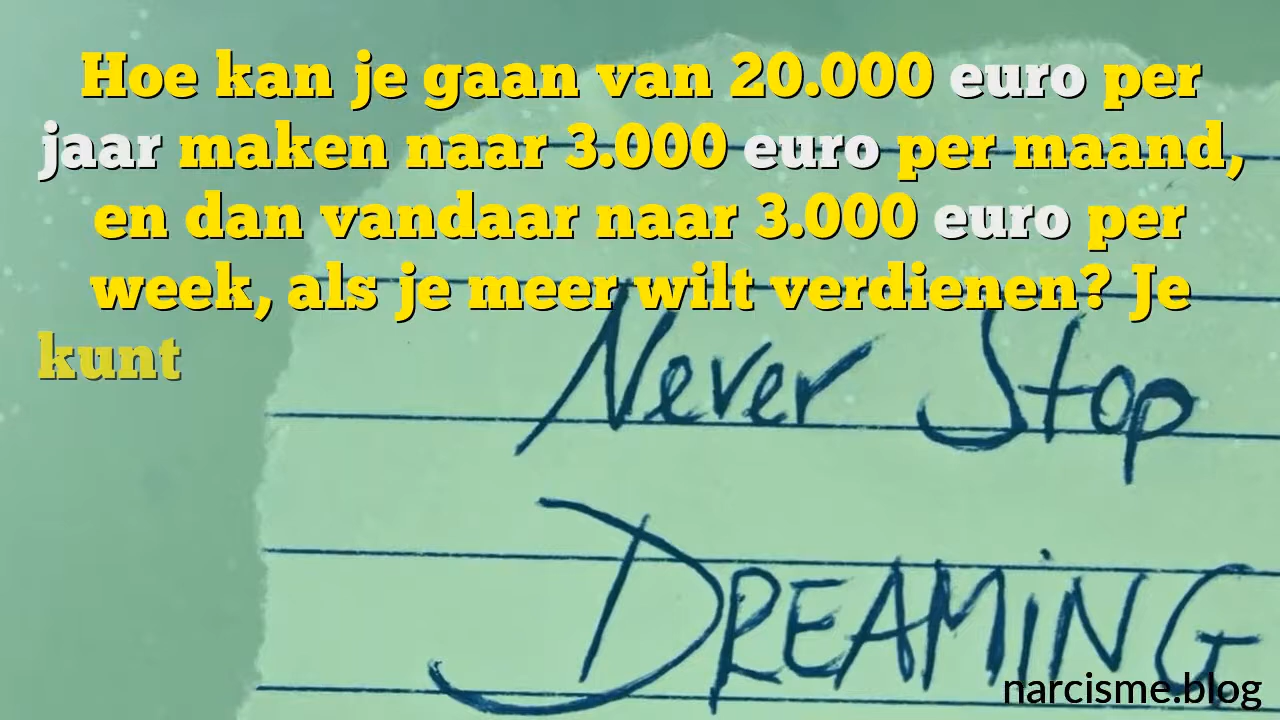 Hoe kan je gaan van 20.000 euro per
jaar maken naar 3.000 euro per maand,
en dan vandaar naar 3.000 euro per
week, als je meer wilt verdienen? Je
kunt
Never Stop
DREAMiNG
narcisme.blog